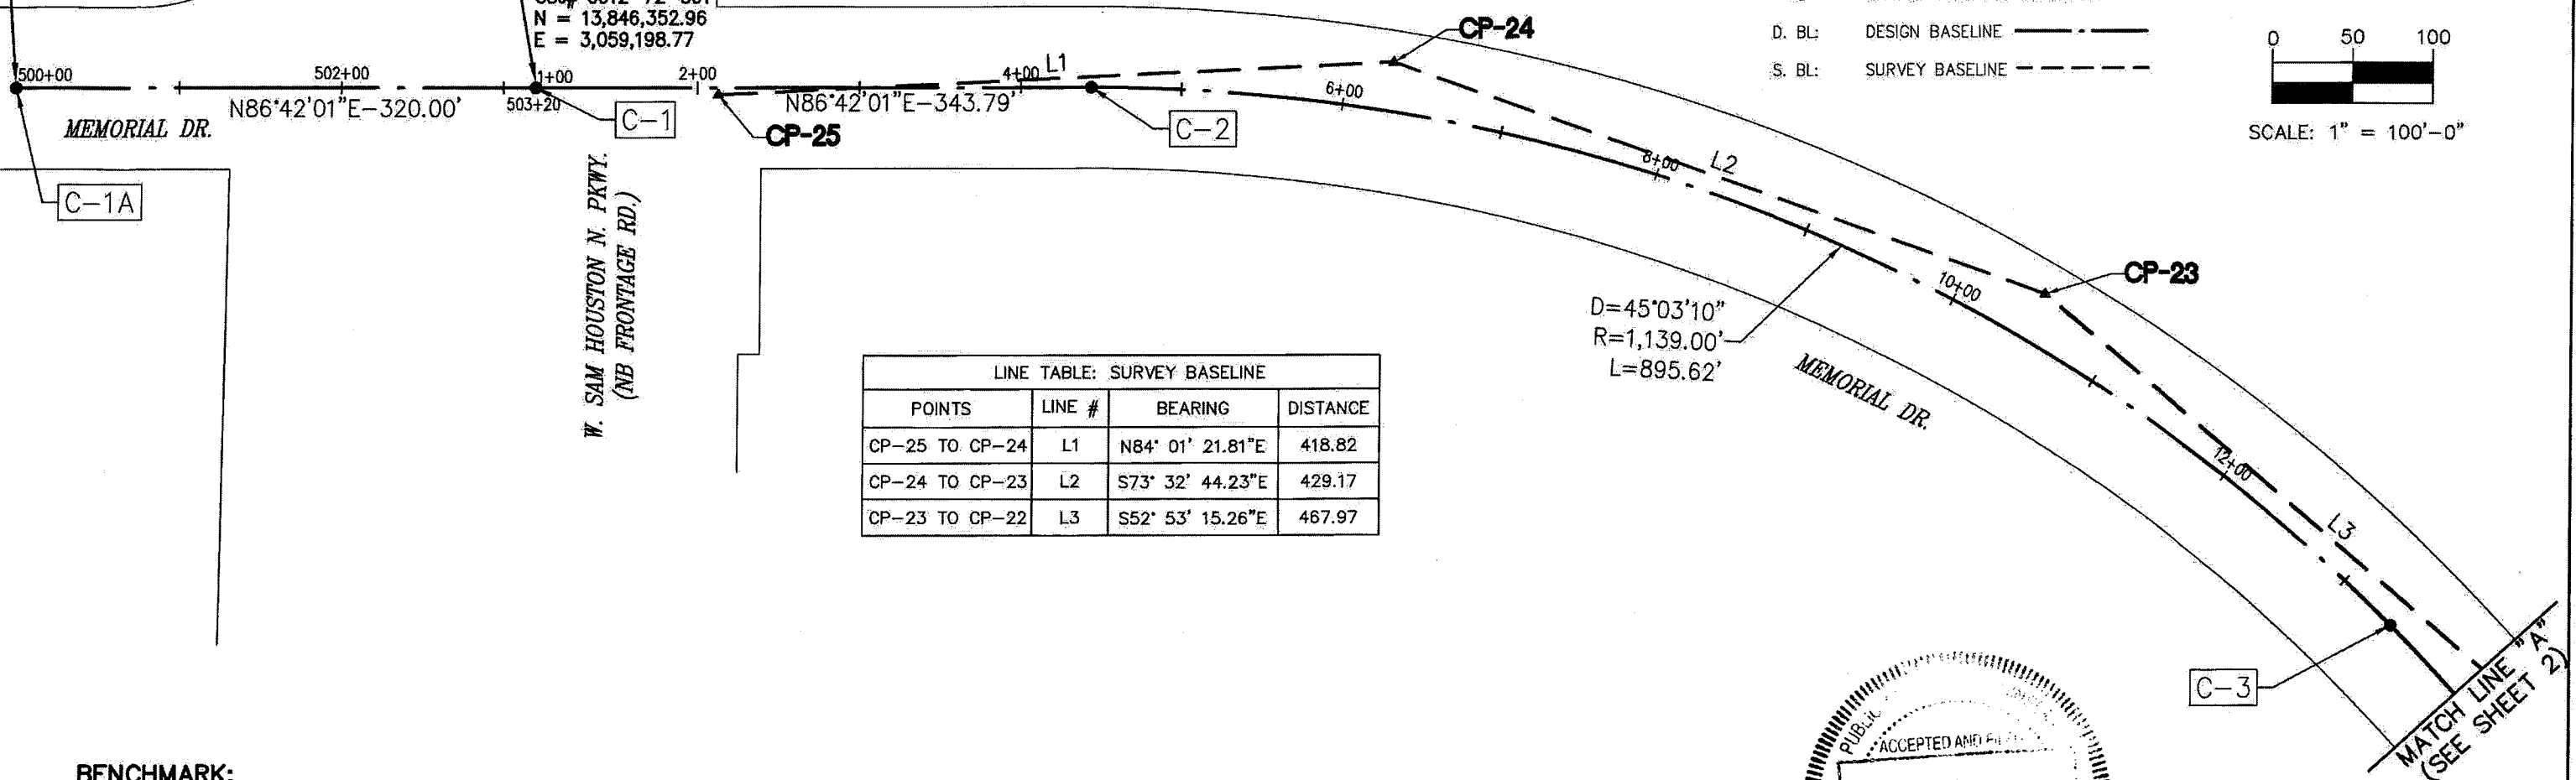 N = 13,846,352.96
E = 3,059,198.77
500+00
502+00
503+20
1+00
2+00
4+00
L1
N86°42'01"E-320.00'
N86°42'01"E-343.79'
MEMORIAL DR.
C-1A
C-1
CP-25
C-2
CP-24
6+00
8+00
L2
10+00
CP-23
12+00
L3
C-3
W. SAM HOUSTON N. PKWY.
(NB FRONTAGE RD.)
D. BL: DESIGN BASELINE
S. BL: SURVEY BASELINE
0 50 100
SCALE: 1" = 100'-0"
D=45°03'10"
R=1,139.00'
L=895.62'
MEMORIAL DR.
LINE TABLE: SURVEY BASELINE
POINTS LINE # BEARING DISTANCE
CP-25 TO CP-24 L1 N84° 01' 21.81"E 418.82
CP-24 TO CP-23 L2 S73° 32' 44.23"E 429.17
CP-23 TO CP-22 L3 S52° 53' 15.26"E 467.97
MATCH LINE "A"
(SEE SHEET 2)
PUBLIC
ACCEPTED AND
BENCHMARK: